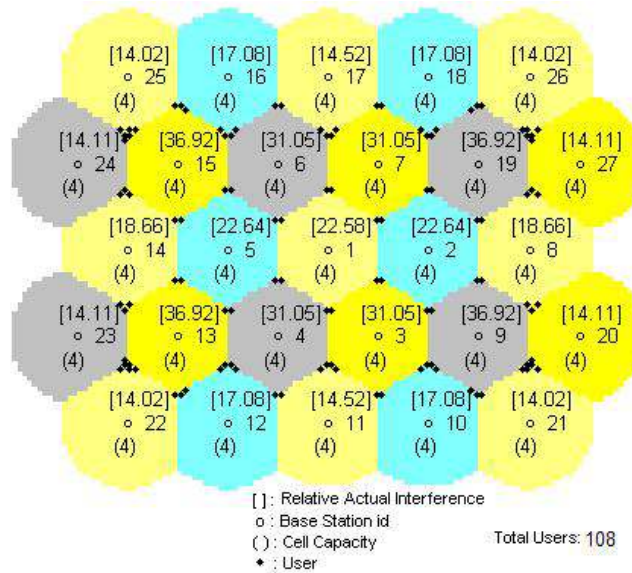 [14.02] [17.08] [14.52] [17.08] [14.02]
25 16 17 18 26
(4) (4) (4) (4) (4)
[14.11] [36.92] [31.05] [31.05] [36.92] [14.11]
24 15 6 7 19 27
(4) (4) (4) (4) (4) (4)
[18.66] [22.64] [22.58] [22.64] [18.66]
14 5 1 2 8
(4) (4) (4) (4) (4)
[14.11] [36.92] [31.05] [31.05] [36.92] [14.11]
23 13 4 3 9 20
(4) (4) (4) (4) (4) (4)
[14.02] [17.08] [14.52] [17.08] [14.02]
22 12 11 10 21
(4) (4) (4) (4) (4)
[ ] : Relative Actual Interference
o : Base Station id
( ) : Cell Capacity
Total Users: 108
◆ : User